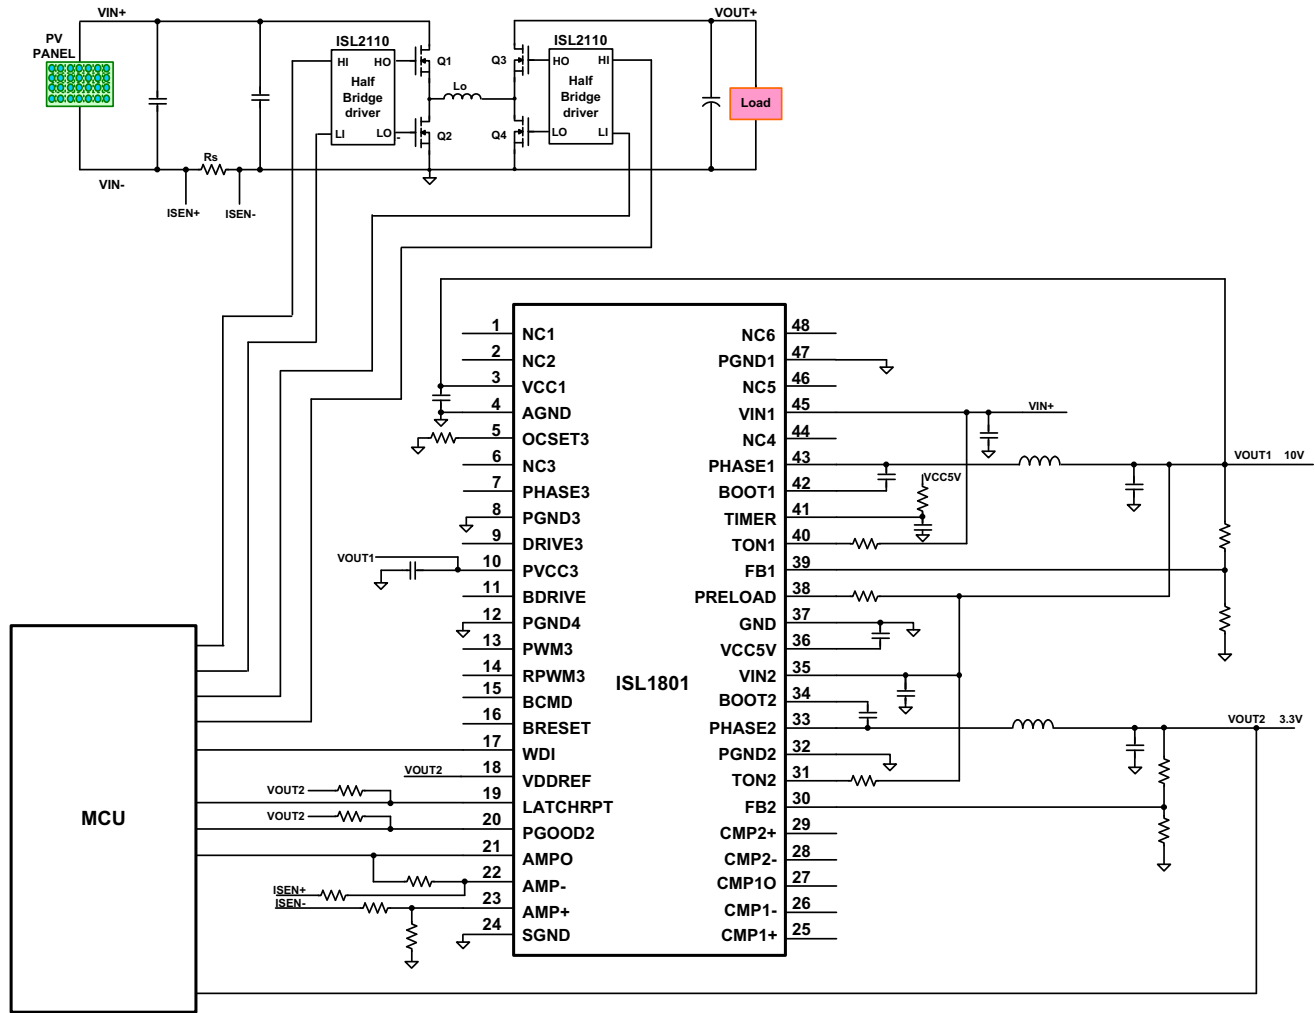 VIN+
VOUT+
PV
PANEL
ISL2110
HI
HO
Half
Bridge
driver
LI
LO
-
Q1
Q2
Lo
Q3
Q4
ISL2110
HO
HI
Half
Bridge
driver
LO
LI
Load
Rs
VIN-
ISEN+
ISEN-
ISL1801
1 NC1
2 NC2
3 VCC1
4 AGND
5 OCSET3
6 NC3
7 PHASE3
8 PGND3
9 DRIVE3
VOUT1
10 PVCC3
11 BDRIVE
12 PGND4
13 PWM3
14 RPWM3
15 BCMD
16 BRESET
17 WDI
VOUT2 18 VDDREF
VOUT2
19 LATCHRPT
VOUT2
20 PGOOD2
21 AMPO
22 AMP-
ISEN+
ISEN-
23 AMP+
24 SGND
NC6 48
PGND1 47
NC5 46
VIN1 45
VIN+
NC4 44
PHASE1 43
VOUT1 10V
BOOT1 42
VCC5V
TIMER 41
TON1 40
FB1 39
PRELOAD 38
GND 37
VCC5V 36
VIN2 35
BOOT2 34
PHASE2 33
VOUT2 3.3V
PGND2 32
TON2 31
FB2 30
CMP2+ 29
CMP2- 28
CMP1O 27
CMP1- 26
CMP1+ 25
MCU